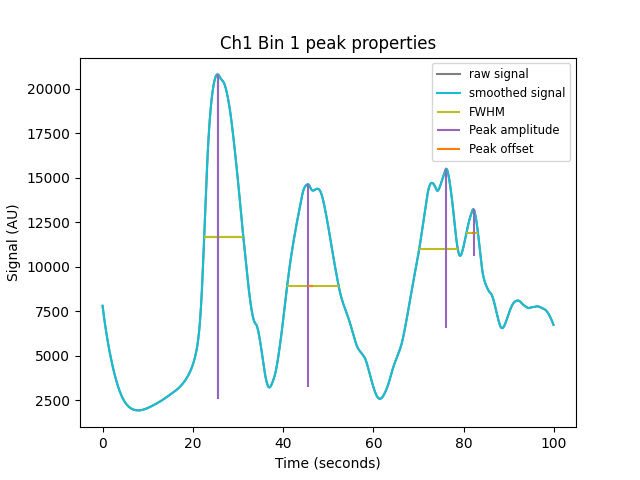 Ch1 Bin 1 peak properties
raw signal
smoothed signal
FWHM
Peak amplitude
Peak offset
Signal (AU)
20000
17500
15000
12500
10000
7500
5000
2500
0 20 40 60 80 100
Time (seconds)